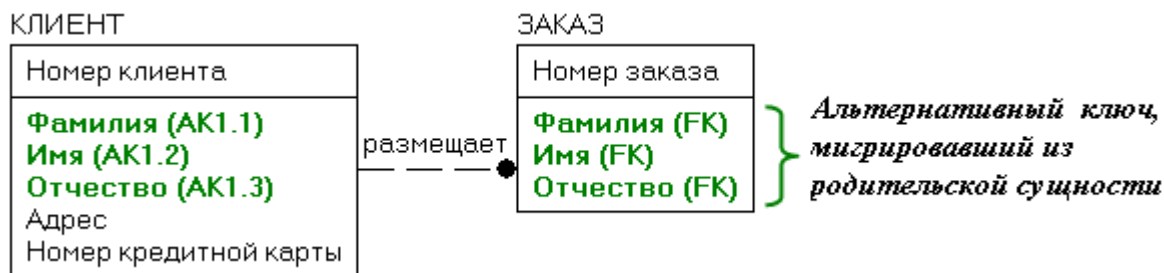 КЛИЕНТ
Номер клиента
Фамилия (AK1.1)
Имя (AK1.2)
Отчество (AK1.3)
Адрес
Номер кредитной карты
размещает
ЗАКАЗ
Номер заказа
Фамилия (FK)
Имя (FK)
Отчество (FK)
Альтернативный ключ,
мигрировавший из
родительской сущности